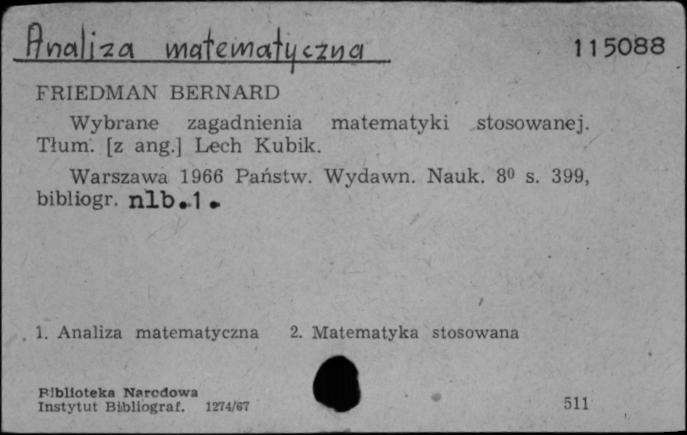 Analiza matematyczna 115088
FRIEDMAN BERNARD
Wybrane zagadnienia matematyki stosowanej.
Tłum. [z ang.] Lech Kubik.
Warszawa 1966 Państw. Wydawn. Nauk. 8⁰ s. 399,
bibliogr. nlb.1.
1. Analiza matematyczna 2. Matematyka stosowana
Biblioteka Narodowa
Instytut Bibliograf. 1274/67 511